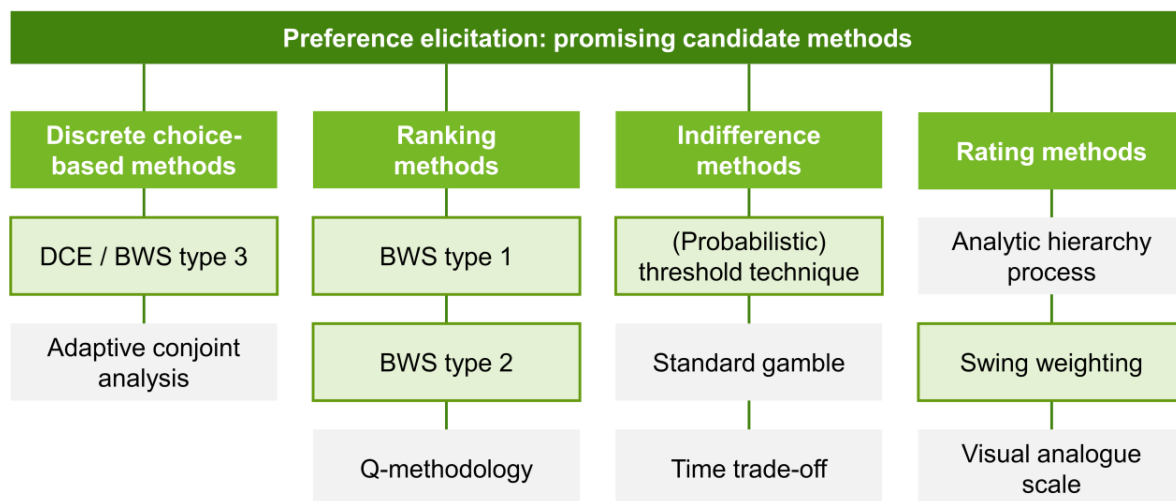 Preference elicitation: promising candidate methods
Discrete choice-
based methods
Ranking
methods
Indifference
methods
Rating methods
DCE / BWS type 3
BWS type 1
(Probabilistic)
threshold technique
Analytic hierarchy
process
Adaptive conjoint
analysis
BWS type 2
Standard gamble
Swing weighting
Q-methodology
Time trade-off
Visual analogue
scale